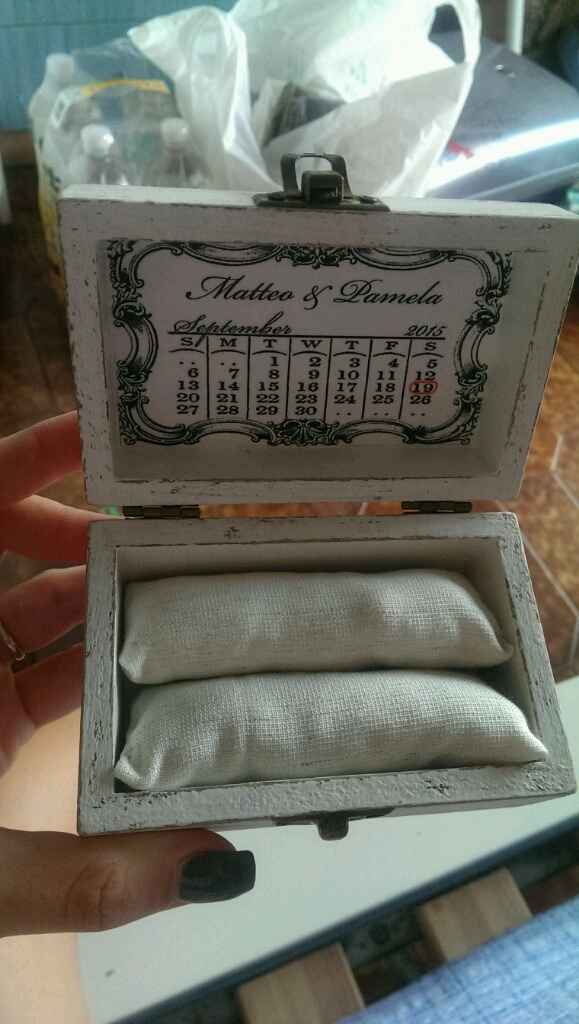 Matteo & Pamela
September 2015
S M T W T F S
.. .. 1 2 3 4 5
6 7 8 9 10 11 12
13 14 15 16 17 18 19
20 21 22 23 24 25 26
27 28 29 30 .. .. ..